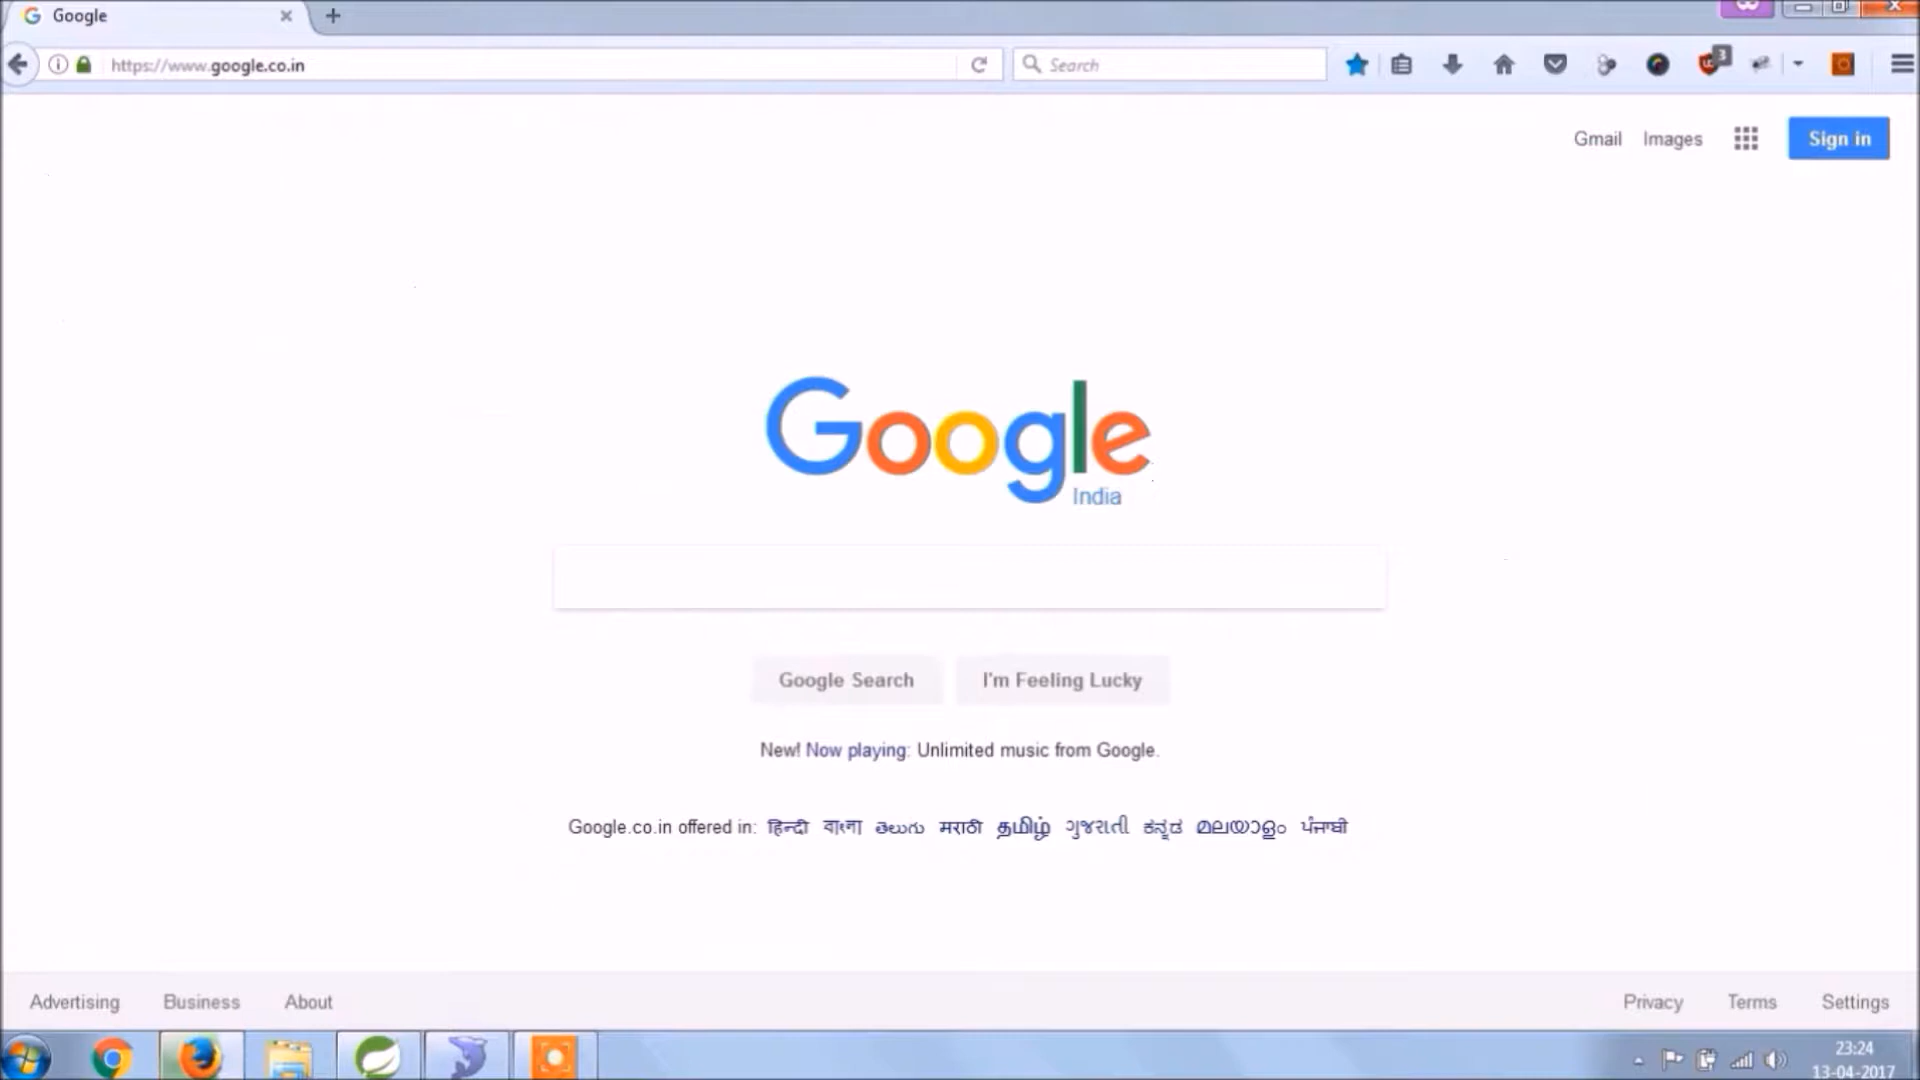 Google
https://www.google.co.in
Search
3
Gmail Images
Sign in
Google
India
Google Search
I'm Feeling Lucky
New! Now playing: Unlimited music from Google.
Google.co.in offered in: हिन्दी বাংলা తెలుగు मराठी தமிழ் ગુજરાતી ಕನ್ನಡ മലയാളം ਪੰਜਾਬੀ
Advertising Business About
Privacy Terms Settings
23:24
13-04-2017